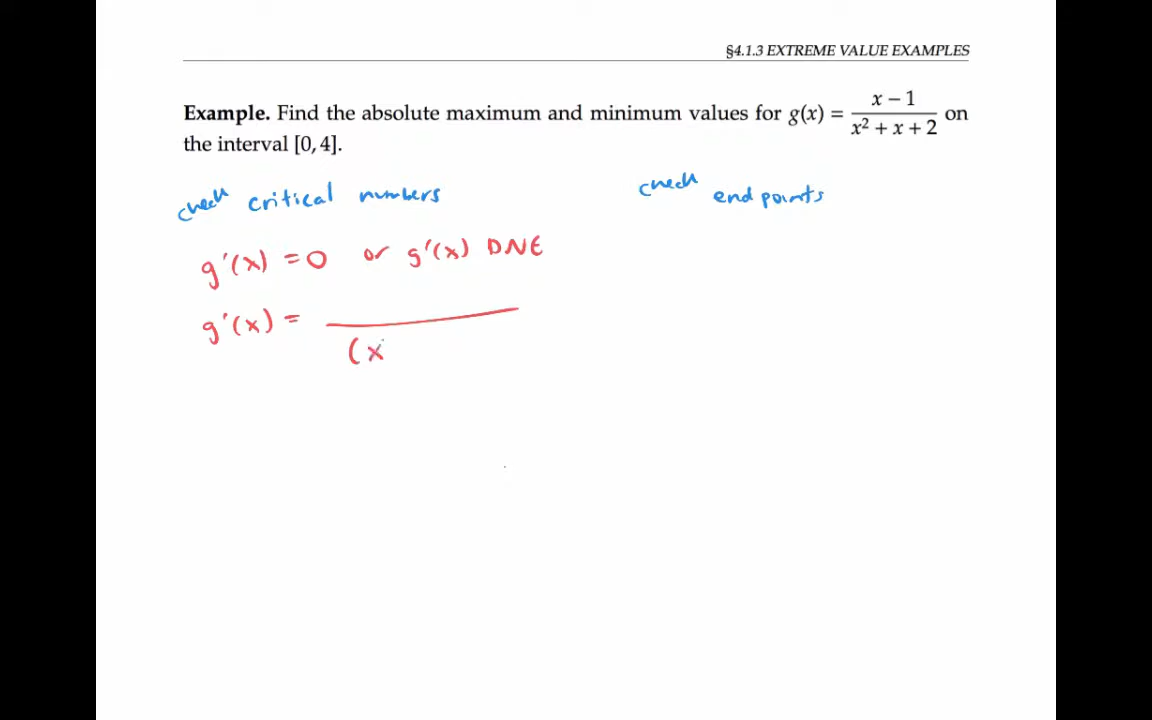 §4.1.3 EXTREME VALUE EXAMPLES
Example. Find the absolute maximum and minimum values for g(x) = \frac{x − 1}{x² + x + 2} on
the interval [0, 4].
check critical numbers
check end points
g'(x) = 0 or g'(x) DNE
g'(x) =
(x